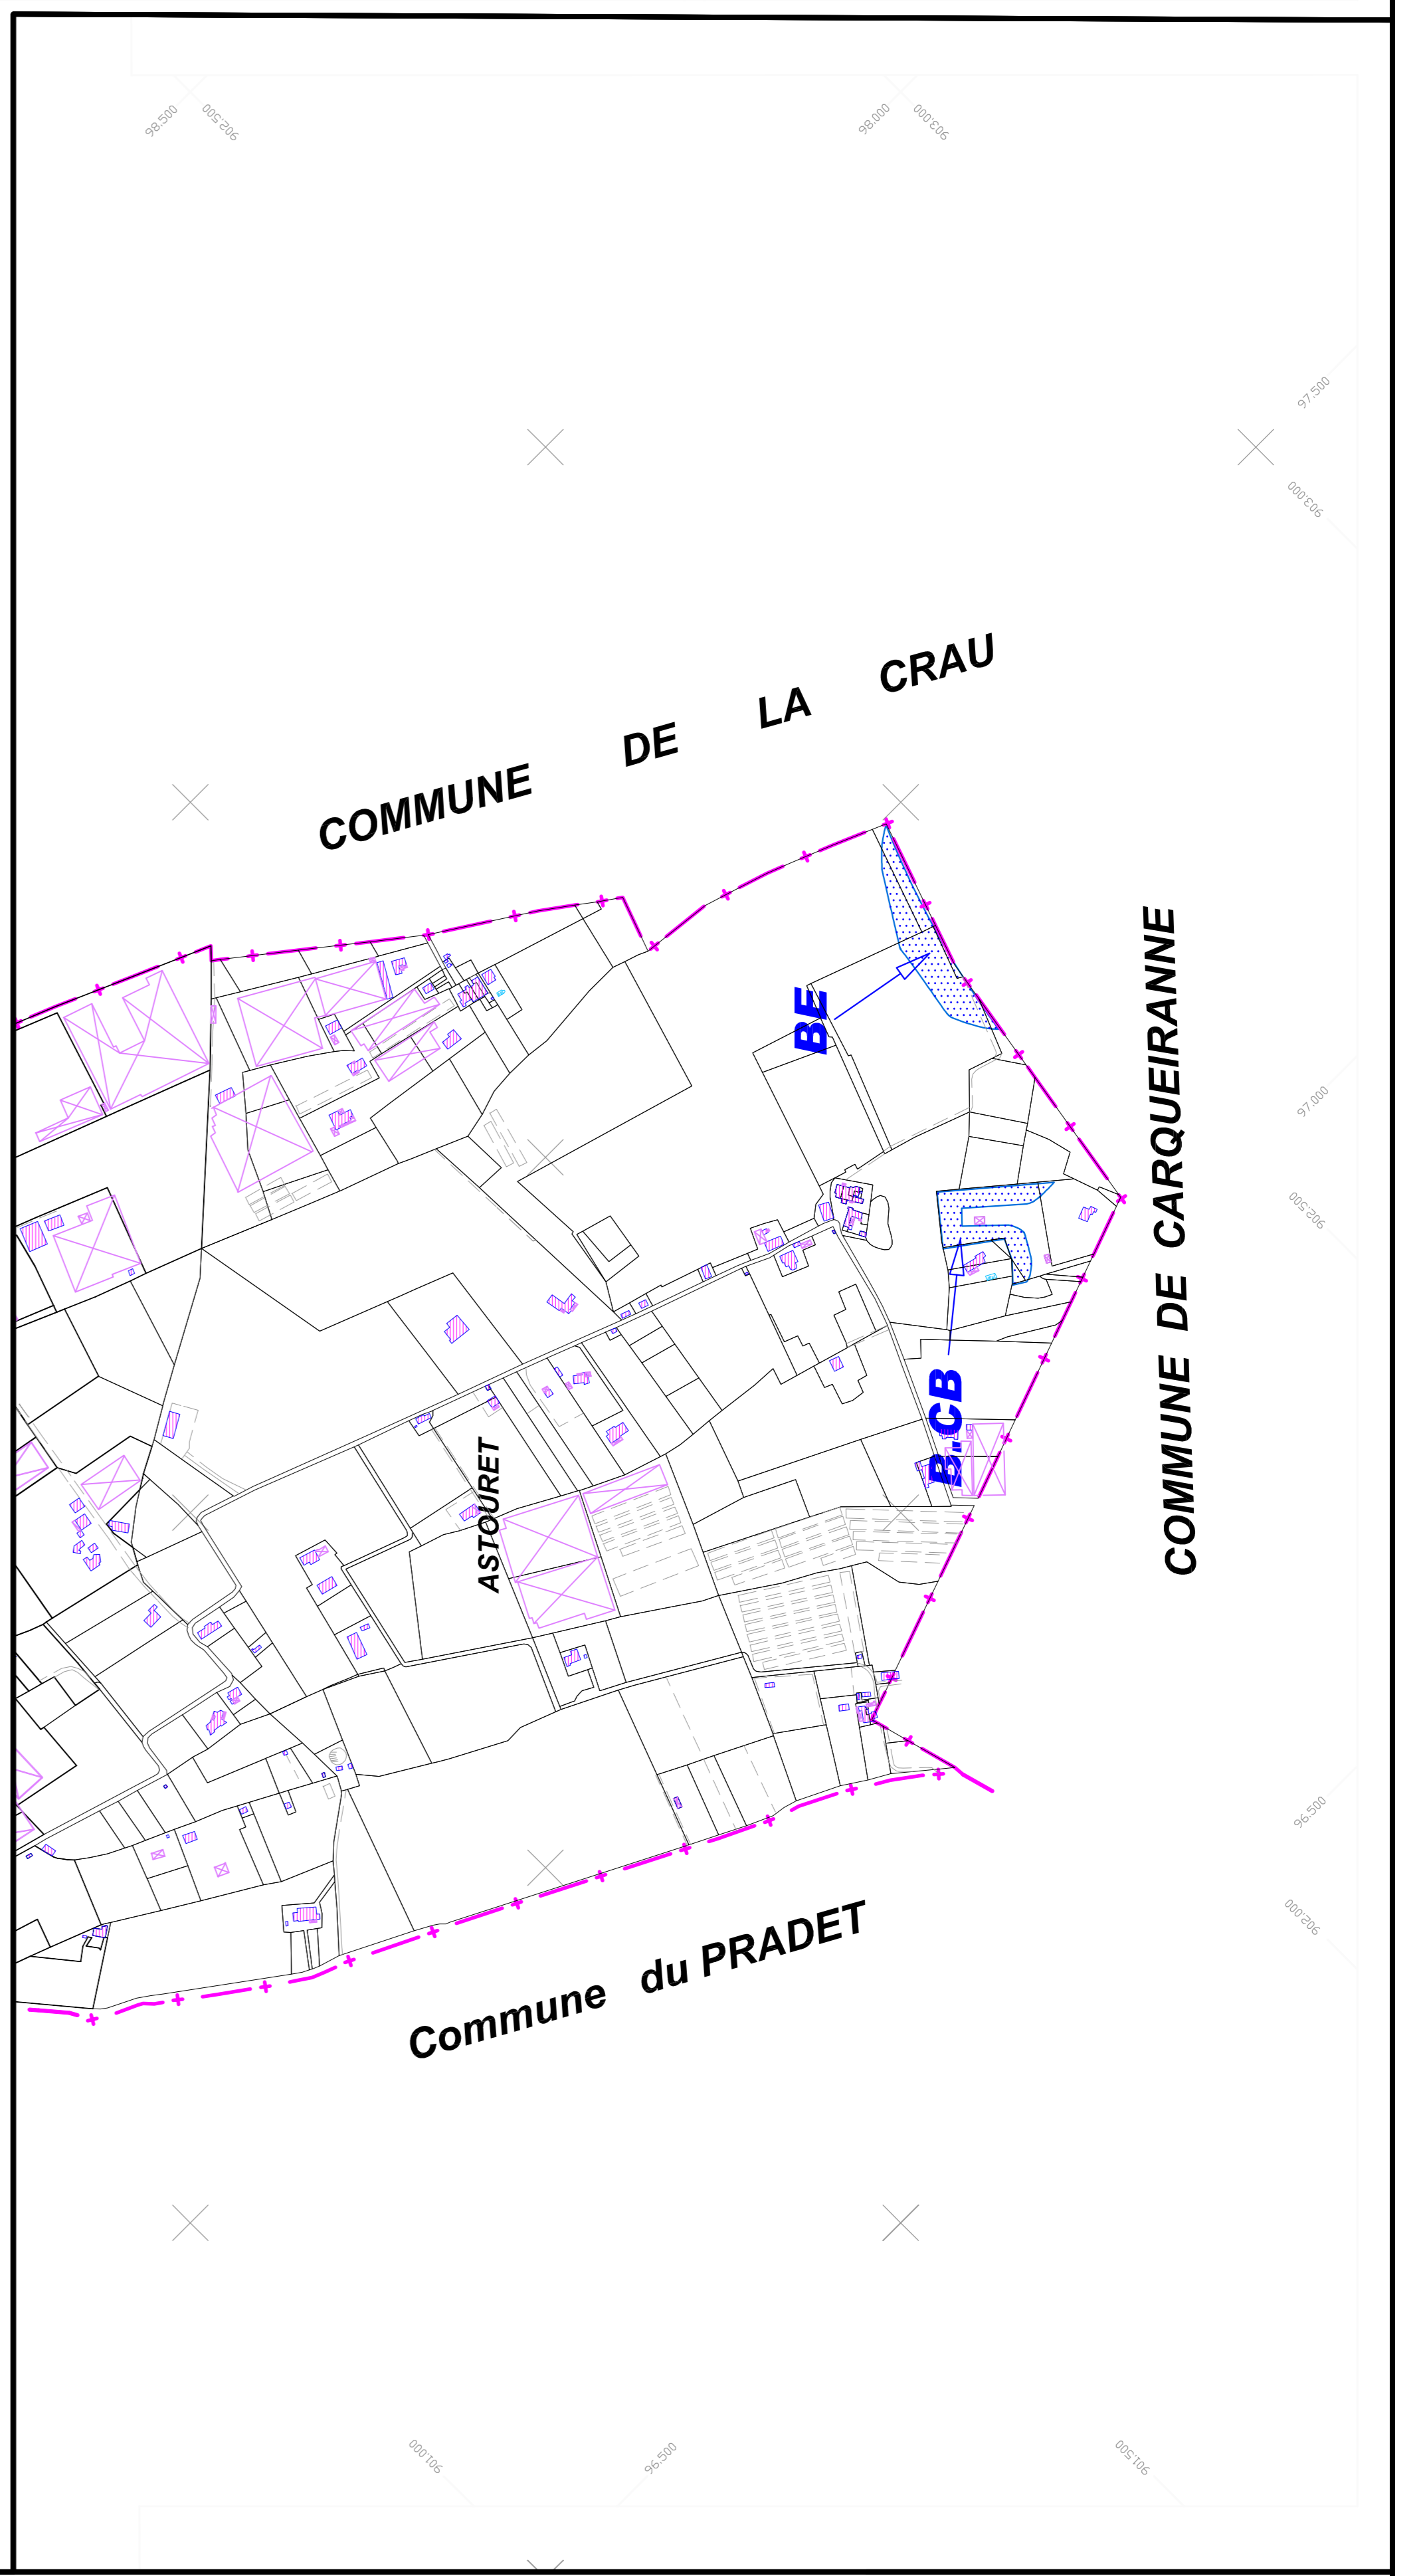 98.500
902.500
98.000
903.000
97.500
903.000
COMMUNE DE LA CRAU
BE
COMMUNE DE CARQUEIRANNE
97.000
902.500
B.CB
ASTOURET
96.500
902.000
Commune du PRADET
901.000
96.500
901.500